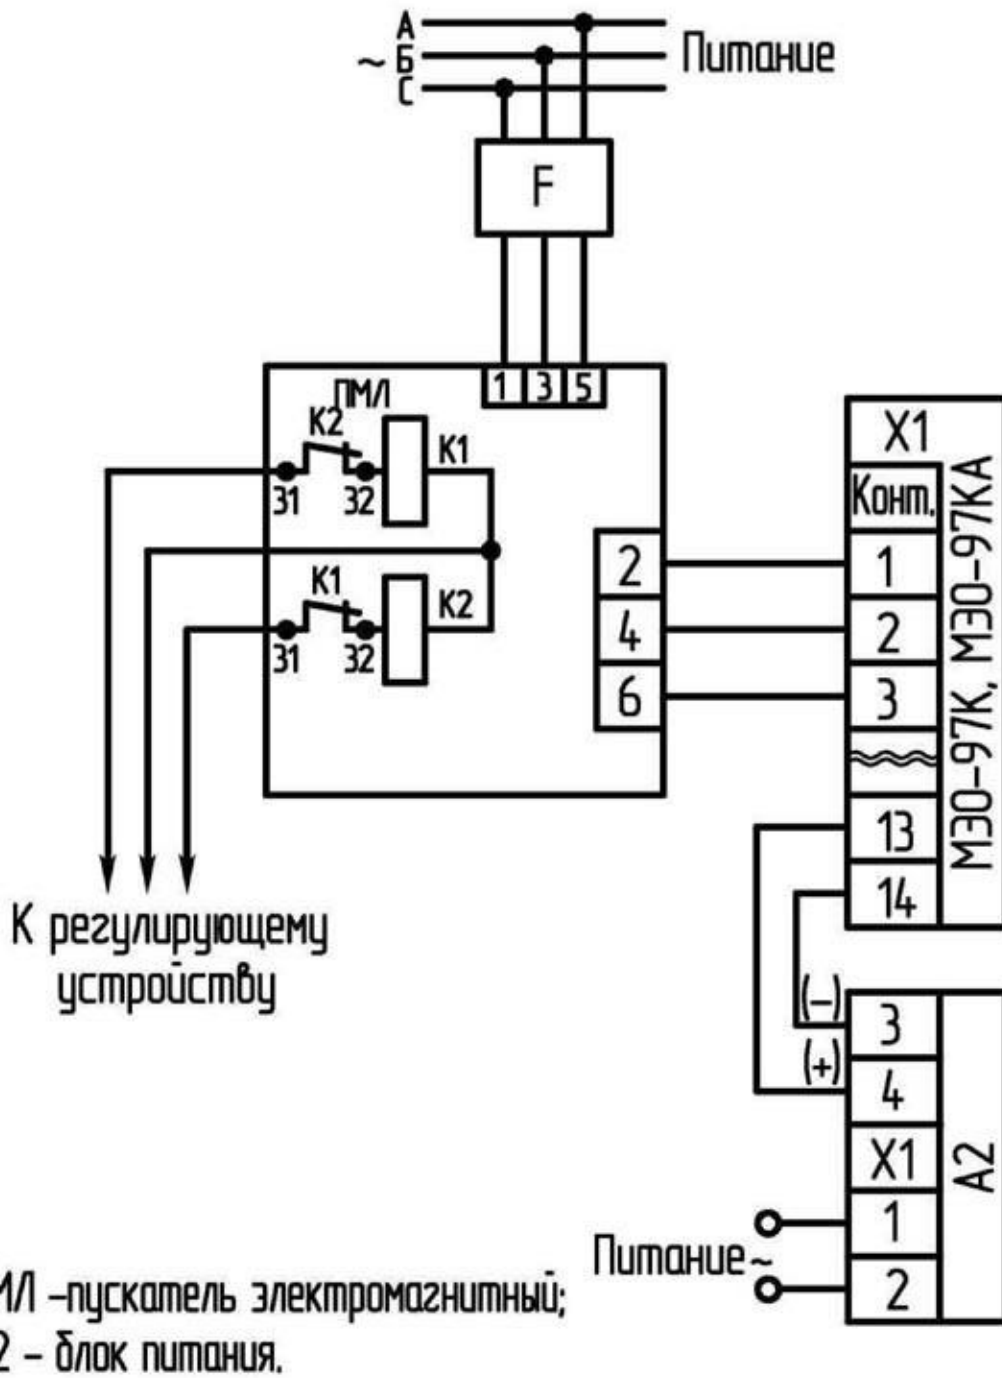 А
~ Б
С
Питание
F
1 3 5
ПМЛ
К2
К1
31
32
К1
К2
31
32
2
4
6
Х1
Конт.
1
2
3
13
14
МЭО-97К, МЭО-97КА
К регулирующему
устройству
(-)
(+)
3
4
Х1
1
2
А2
Питание ~
МЛ –пускатель электромагнитный;
2 – блок питания.